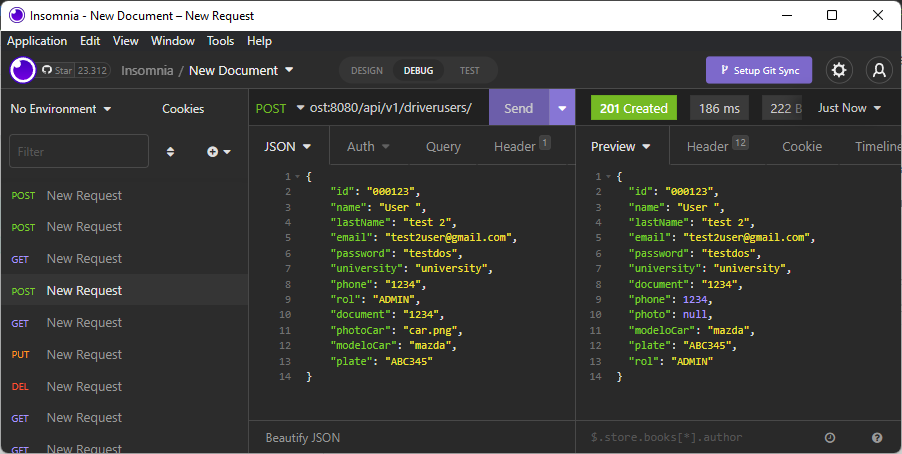 Insomnia - New Document – New Request
Application Edit View Window Tools Help
Star 23.312 Insomnia / New Document DESIGN DEBUG TEST Setup Git Sync
No Environment Cookies
Filter
POST New Request
POST New Request
GET New Request
POST New Request
GET New Request
PUT New Request
DEL New Request
GET New Request
GET New Request
POST ost:8080/api/v1/driverusers/ Send
JSON Auth Query Header 1
1 {
2 "id": "000123",
3 "name": "User ",
4 "lastName": "test 2",
5 "email": "test2user@gmail.com",
6 "password": "testdos",
7 "university": "university",
8 "phone": "1234",
9 "rol": "ADMIN",
10 "document": "1234",
11 "photoCar": "car.png",
12 "modeloCar": "mazda",
13 "plate": "ABC345"
14 }
Beautify JSON
201 Created 186 ms 222 B Just Now
Preview Header 12 Cookie Timeline
1 {
2 "id": "000123",
3 "name": "User ",
4 "lastName": "test 2",
5 "email": "test2user@gmail.com",
6 "password": "testdos",
7 "university": "university",
8 "document": "1234",
9 "phone": 1234,
10 "photo": null,
11 "modeloCar": "mazda",
12 "plate": "ABC345",
13 "rol": "ADMIN"
14 }
$.store.books[*].author